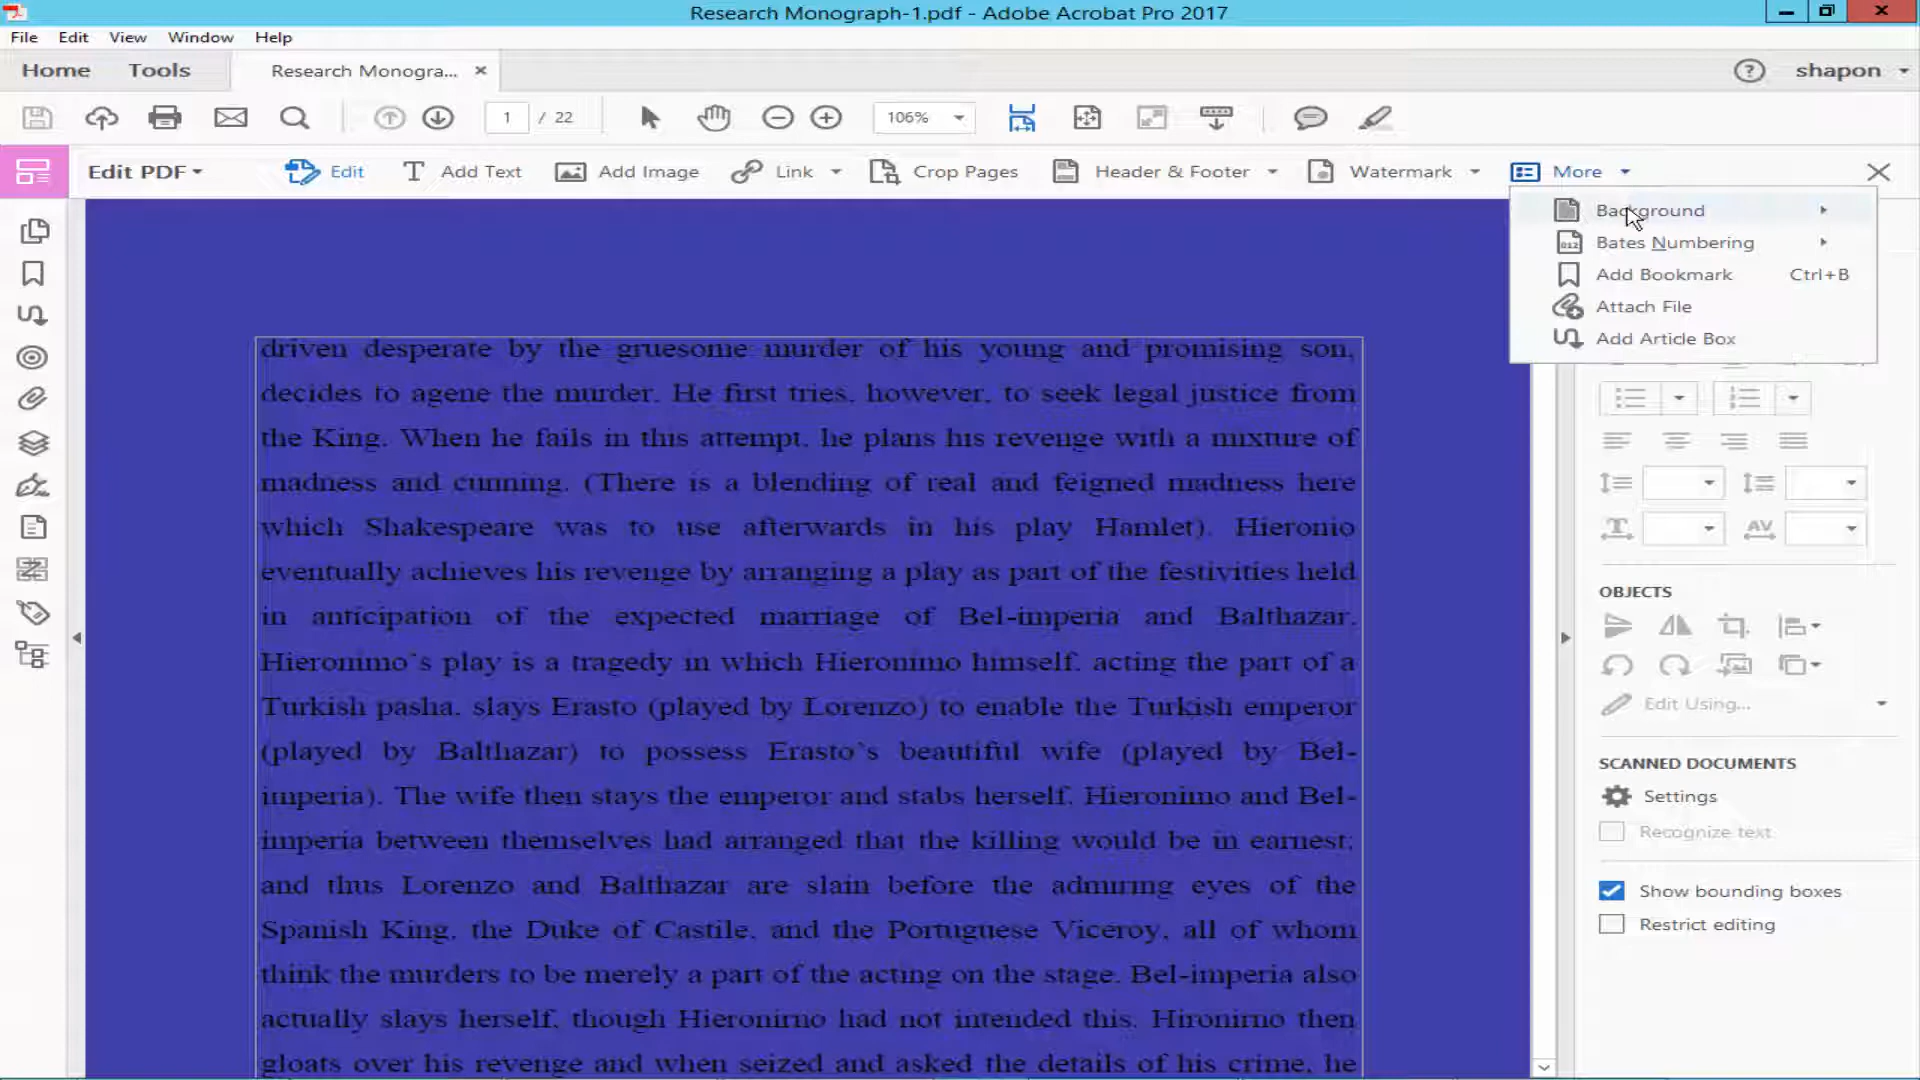 Research Monograph-1.pdf - Adobe Acrobat Pro 2017
File Edit View Window Help
Home Tools Research Monogra... × ? shapon
1 / 22 106%
Edit PDF Edit Add Text Add Image Link Crop Pages Header & Footer Watermark More
Background
Bates Numbering
Add Bookmark Ctrl+B
Attach File
Add Article Box
driven desperate by the gruesome murder of his young and promising son,
decides to agene the murder. He first tries, however, to seek legal justice from
the King. When he fails in this attempt, he plans his revenge with a mixture of
madness and cunning. (There is a blending of real and feigned madness here
which Shakespeare was to use afterwards in his play Hamlet). Hieronio
eventually achieves his revenge by arranging a play as part of the festivities held
in anticipation of the expected marriage of Bel-imperia and Balthazar.
Hieronimo`s play is a tragedy in which Hieronimo himself, acting the part of a
Turkish pasha, slays Erasto (played by Lorenzo) to enable the Turkish emperor
(played by Balthazar) to possess Erasto`s beautiful wife (played by Bel-
imperia). The wife then stays the emperor and stabs herself. Hieronimo and Bel-
imperia between themselves had arranged that the killing would be in earnest;
and thus Lorenzo and Balthazar are slain before the admiring eyes of the
Spanish King, the Duke of Castile, and the Portuguese Viceroy, all of whom
think the murders to be merely a part of the acting on the stage. Bel-imperia also
actually slays herself, though Hieronirno had not intended this. Hironirno then
gloats over his revenge and when seized and asked the details of his crime, he
AV
OBJECTS
Edit Using...
SCANNED DOCUMENTS
Settings
Recognize text
Show bounding boxes
Restrict editing